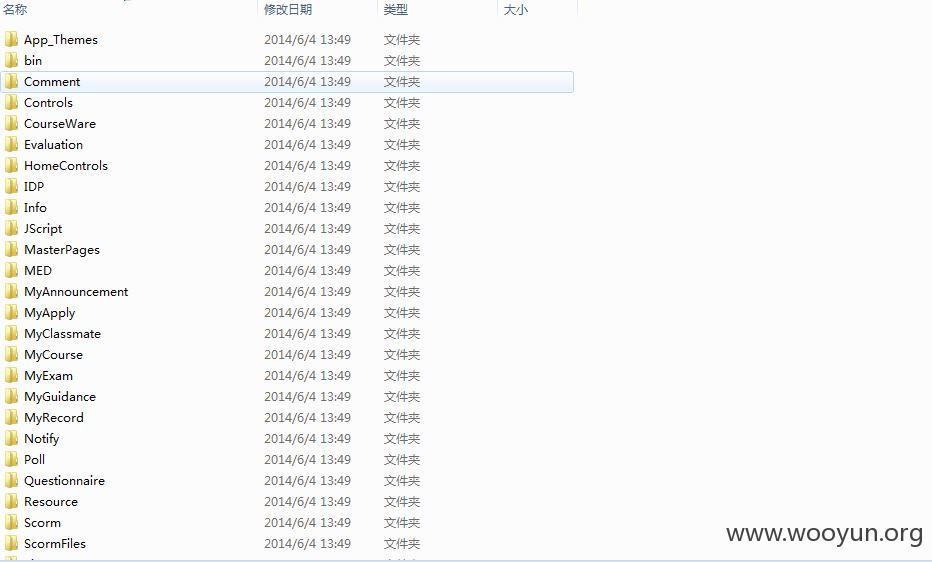 名称 修改日期 类型 大小
App_Themes 2014/6/4 13:49 文件夹
bin 2014/6/4 13:49 文件夹
Comment 2014/6/4 13:49 文件夹
Controls 2014/6/4 13:49 文件夹
CourseWare 2014/6/4 13:49 文件夹
Evaluation 2014/6/4 13:49 文件夹
HomeControls 2014/6/4 13:49 文件夹
IDP 2014/6/4 13:49 文件夹
Info 2014/6/4 13:49 文件夹
JScript 2014/6/4 13:49 文件夹
MasterPages 2014/6/4 13:49 文件夹
MED 2014/6/4 13:49 文件夹
MyAnnouncement 2014/6/4 13:49 文件夹
MyApply 2014/6/4 13:49 文件夹
MyClassmate 2014/6/4 13:49 文件夹
MyCourse 2014/6/4 13:49 文件夹
MyExam 2014/6/4 13:49 文件夹
MyGuidance 2014/6/4 13:49 文件夹
MyRecord 2014/6/4 13:49 文件夹
Notify 2014/6/4 13:49 文件夹
Poll 2014/6/4 13:49 文件夹
Questionnaire 2014/6/4 13:49 文件夹
Resource 2014/6/4 13:49 文件夹
Scorm 2014/6/4 13:49 文件夹
ScormFiles 2014/6/4 13:49 文件夹
www.wooyun.org